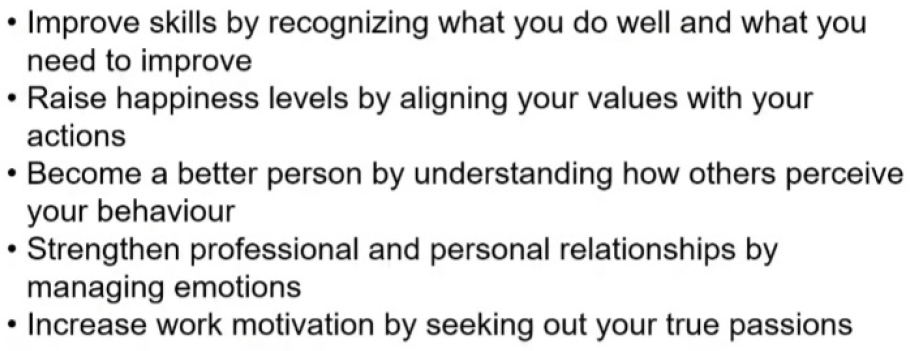 • Improve skills by recognizing what you do well and what you
need to improve
• Raise happiness levels by aligning your values with your
actions
• Become a better person by understanding how others perceive
your behaviour
• Strengthen professional and personal relationships by
managing emotions
• Increase work motivation by seeking out your true passions